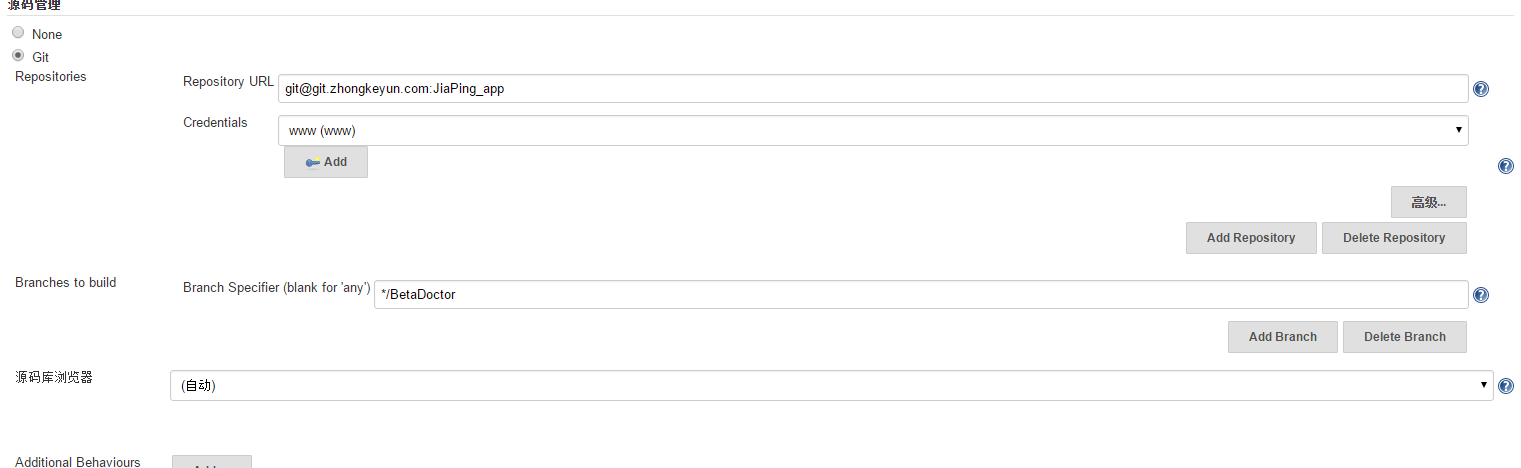 源码管理
None
Git
Repositories
Repository URL
git@git.zhongkeyun.com:JiaPing_app
Credentials
www (www)
Add
高级...
Add Repository
Delete Repository
Branches to build
Branch Specifier (blank for 'any')
*/BetaDoctor
Add Branch
Delete Branch
源码库浏览器
(自动)
Additional Behaviours